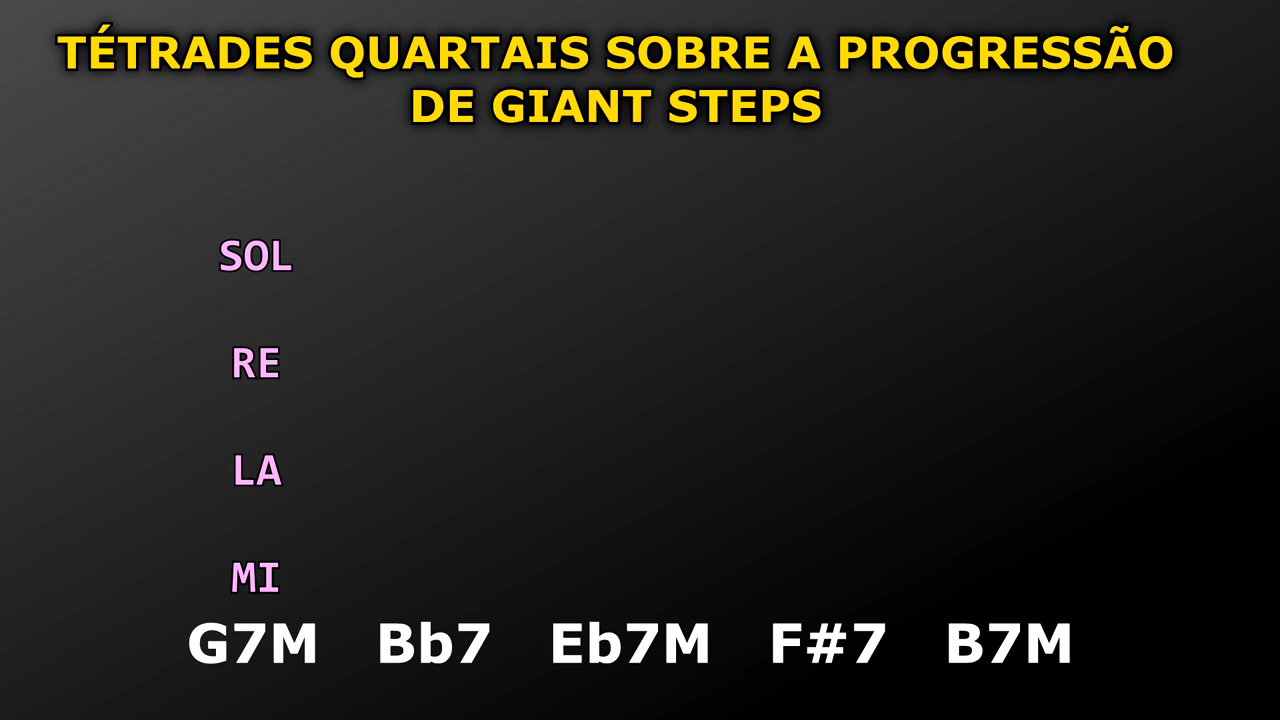 TÉTRADES QUARTAIS SOBRE A PROGRESSÃO
DE GIANT STEPS
SOL
RE
LA
MI
G7M Bb7 Eb7M F#7 B7M